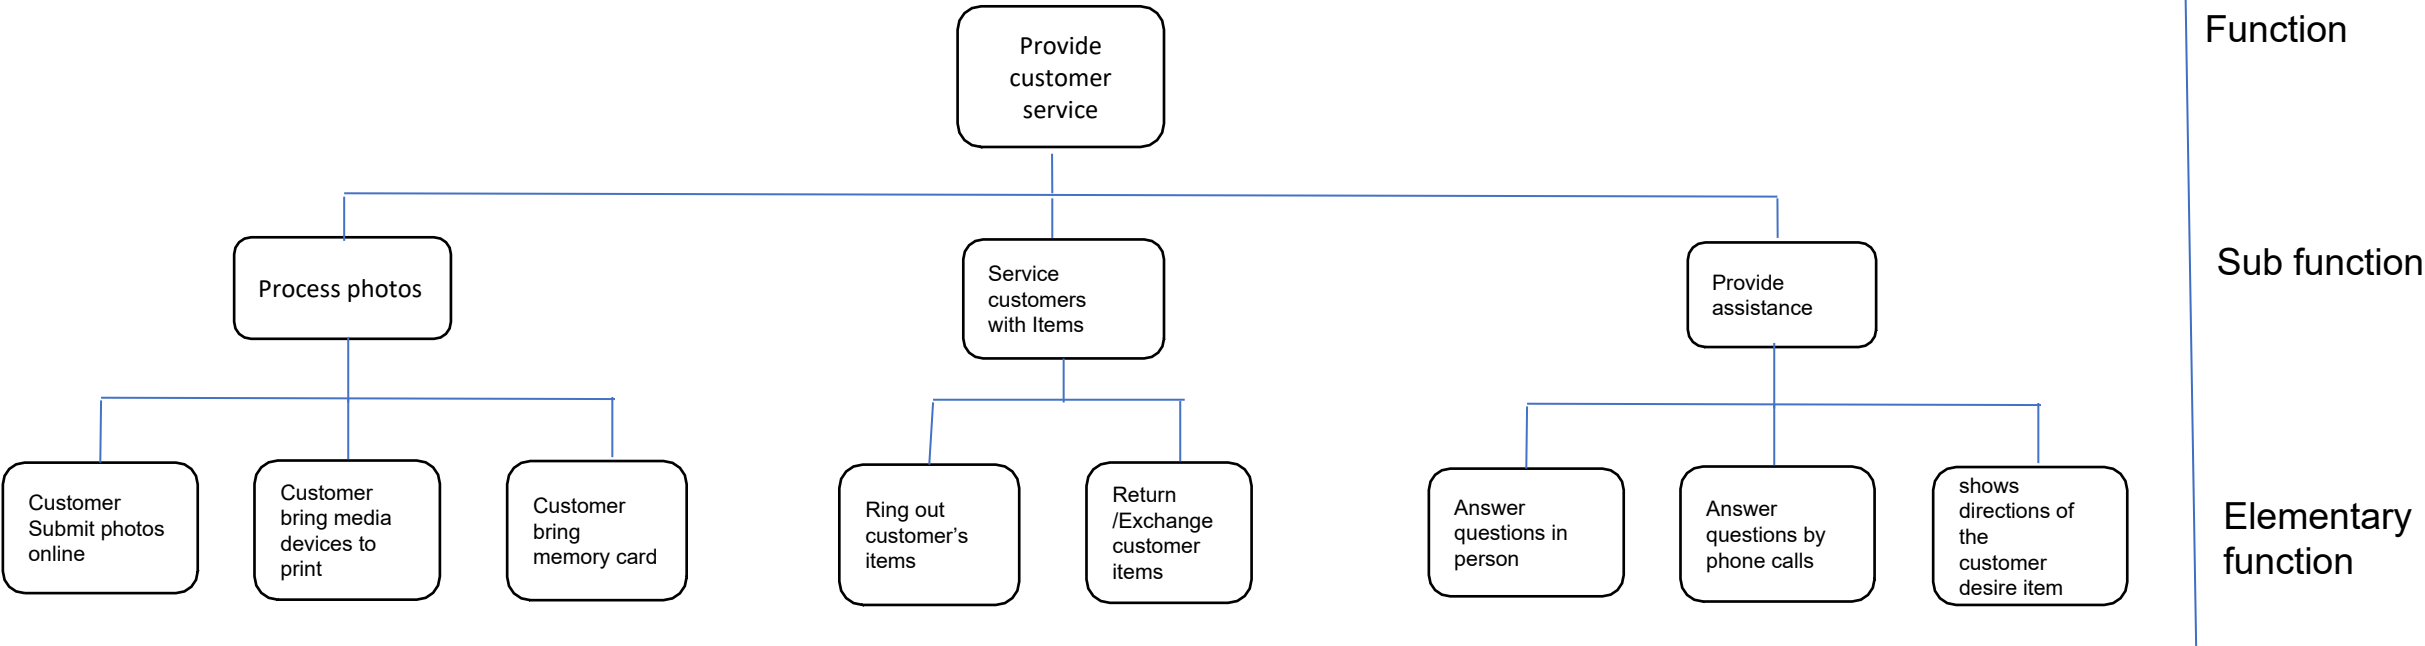 Provide
customer
service
Function
Process photos
Service
customers
with Items
Provide
assistance
Sub function
Customer
Submit photos
online
Customer
bring media
devices to
print
Customer
bring
memory card
Ring out
customer’s
items
Return
/Exchange
customer
items
Answer
questions in
person
Answer
questions by
phone calls
shows
directions of
the
customer
desire item
Elementary
function